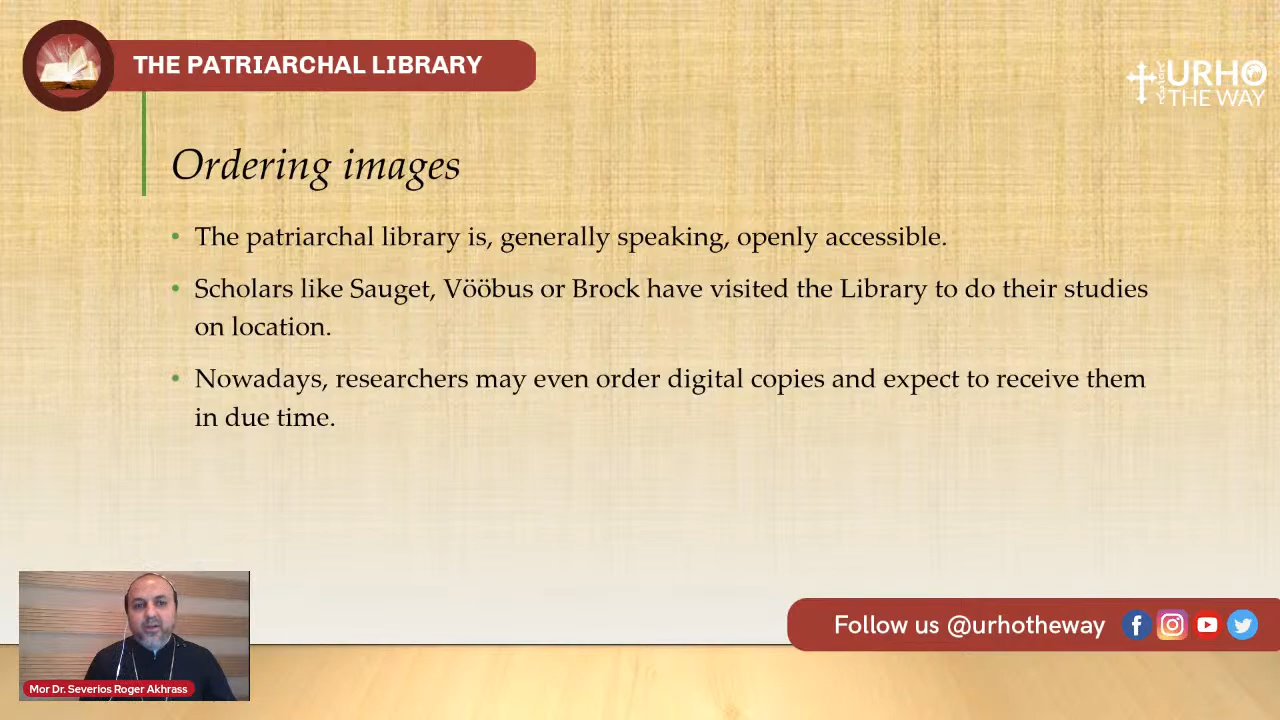 THE PATRIARCHAL LIBRARY
URHO
THE WAY
Ordering images
• The patriarchal library is, generally speaking, openly accessible.
• Scholars like Sauget, Vööbus or Brock have visited the Library to do their studies
on location.
• Nowadays, researchers may even order digital copies and expect to receive them
in due time.
Follow us @urhotheway
Mor Dr. Severios Roger Akhrass